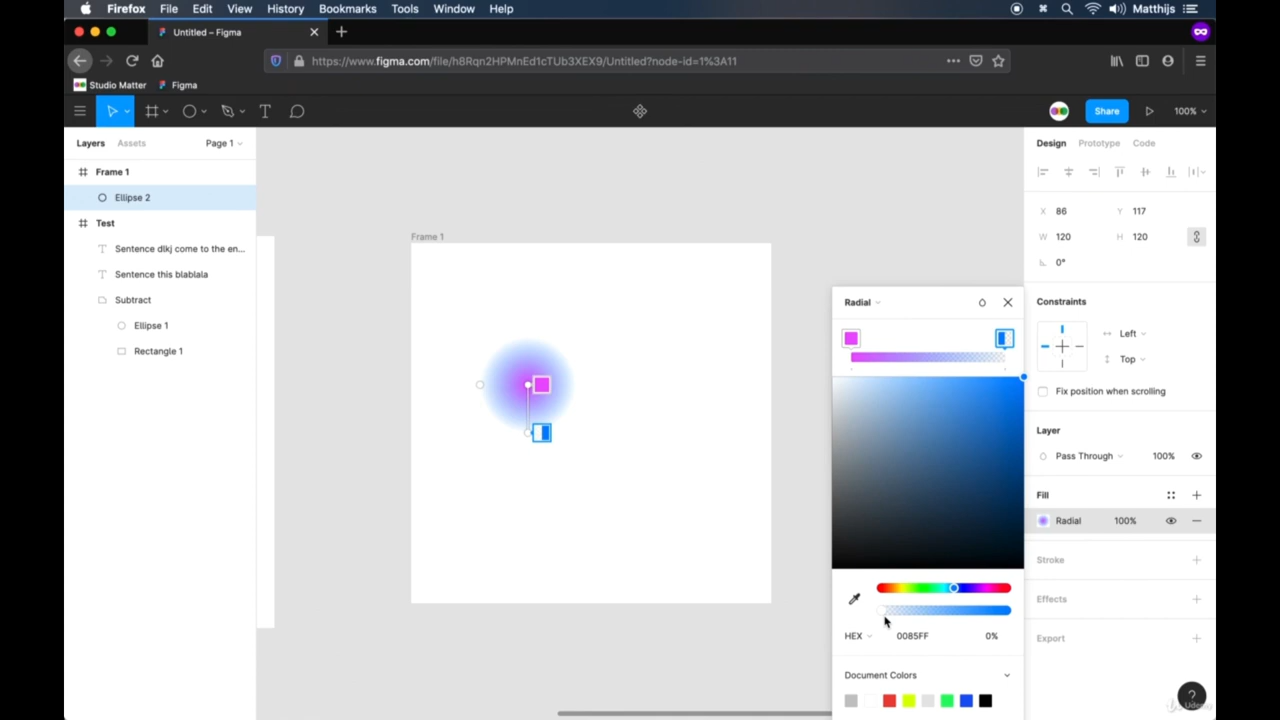 Firefox File Edit View History Bookmarks Tools Window Help Matthijs
Untitled – Figma
https://www.figma.com/file/h8Rqn2HPMnEd1cTUb3XEX9/Untitled?node-id=1%3A11
Studio Matter Figma
Share 100%
Layers Assets Page 1
Design Prototype Code
Frame 1
Ellipse 2
Test
Sentence dlkj come to the en...
Sentence this blablala
Subtract
Ellipse 1
Rectangle 1
Frame 1
Radial
HEX 0085FF 0%
Document Colors
X 86 Y 117
W 120 H 120
0°
Constraints
Left
Top
Fix position when scrolling
Layer
Pass Through 100%
Fill
Radial 100%
Stroke
Effects
Export
?
Udemy